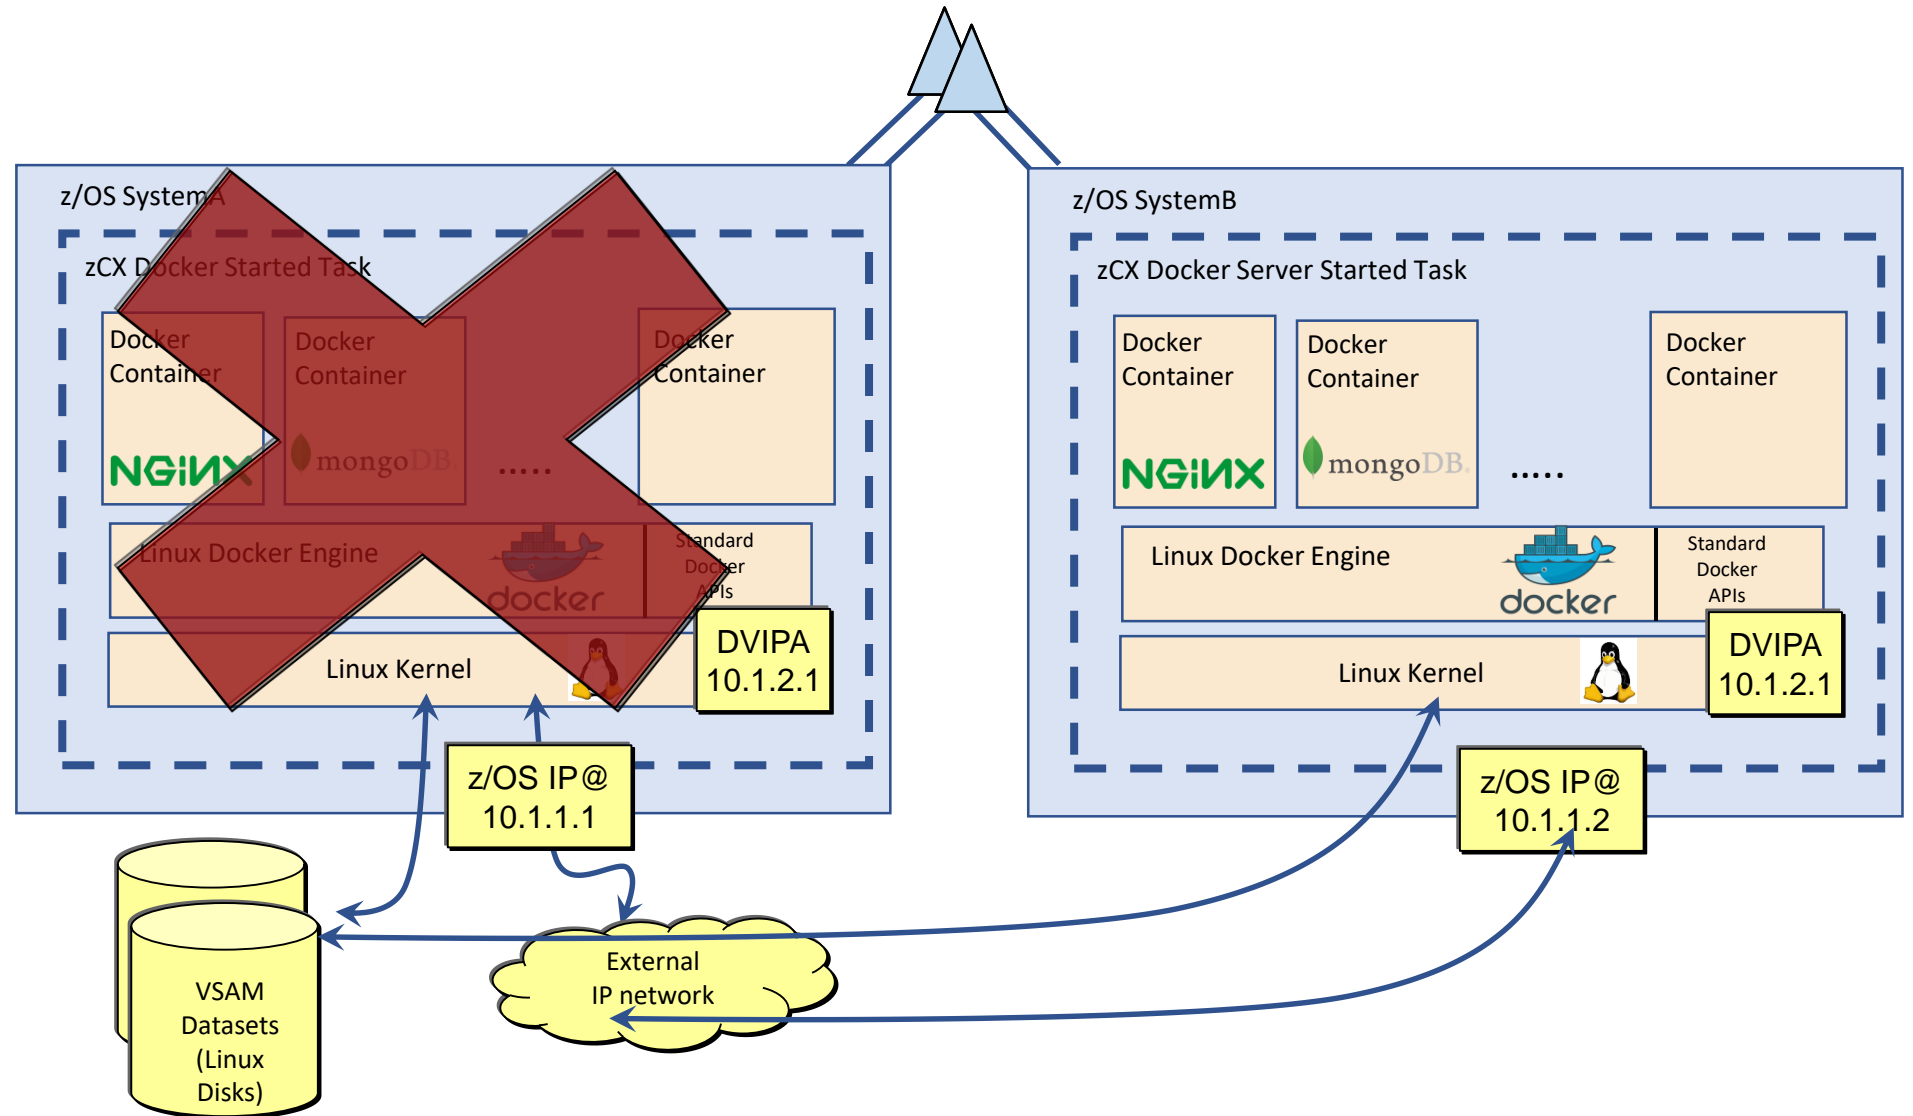 z/OS SystemA
zCX Docker Started Task
Docker
Container
NGiNX
Docker
Container
mongoDB.
.....
Docker
Container
Linux Docker Engine
docker
Standard
Docker
APIs
Linux Kernel
DVIPA
10.1.2.1
z/OS IP@
10.1.1.1
z/OS SystemB
zCX Docker Server Started Task
Docker
Container
NGiNX
Docker
Container
mongoDB.
.....
Docker
Container
Linux Docker Engine
docker
Standard
Docker
APIs
Linux Kernel
DVIPA
10.1.2.1
z/OS IP@
10.1.1.2
VSAM
Datasets
(Linux
Disks)
External
IP network